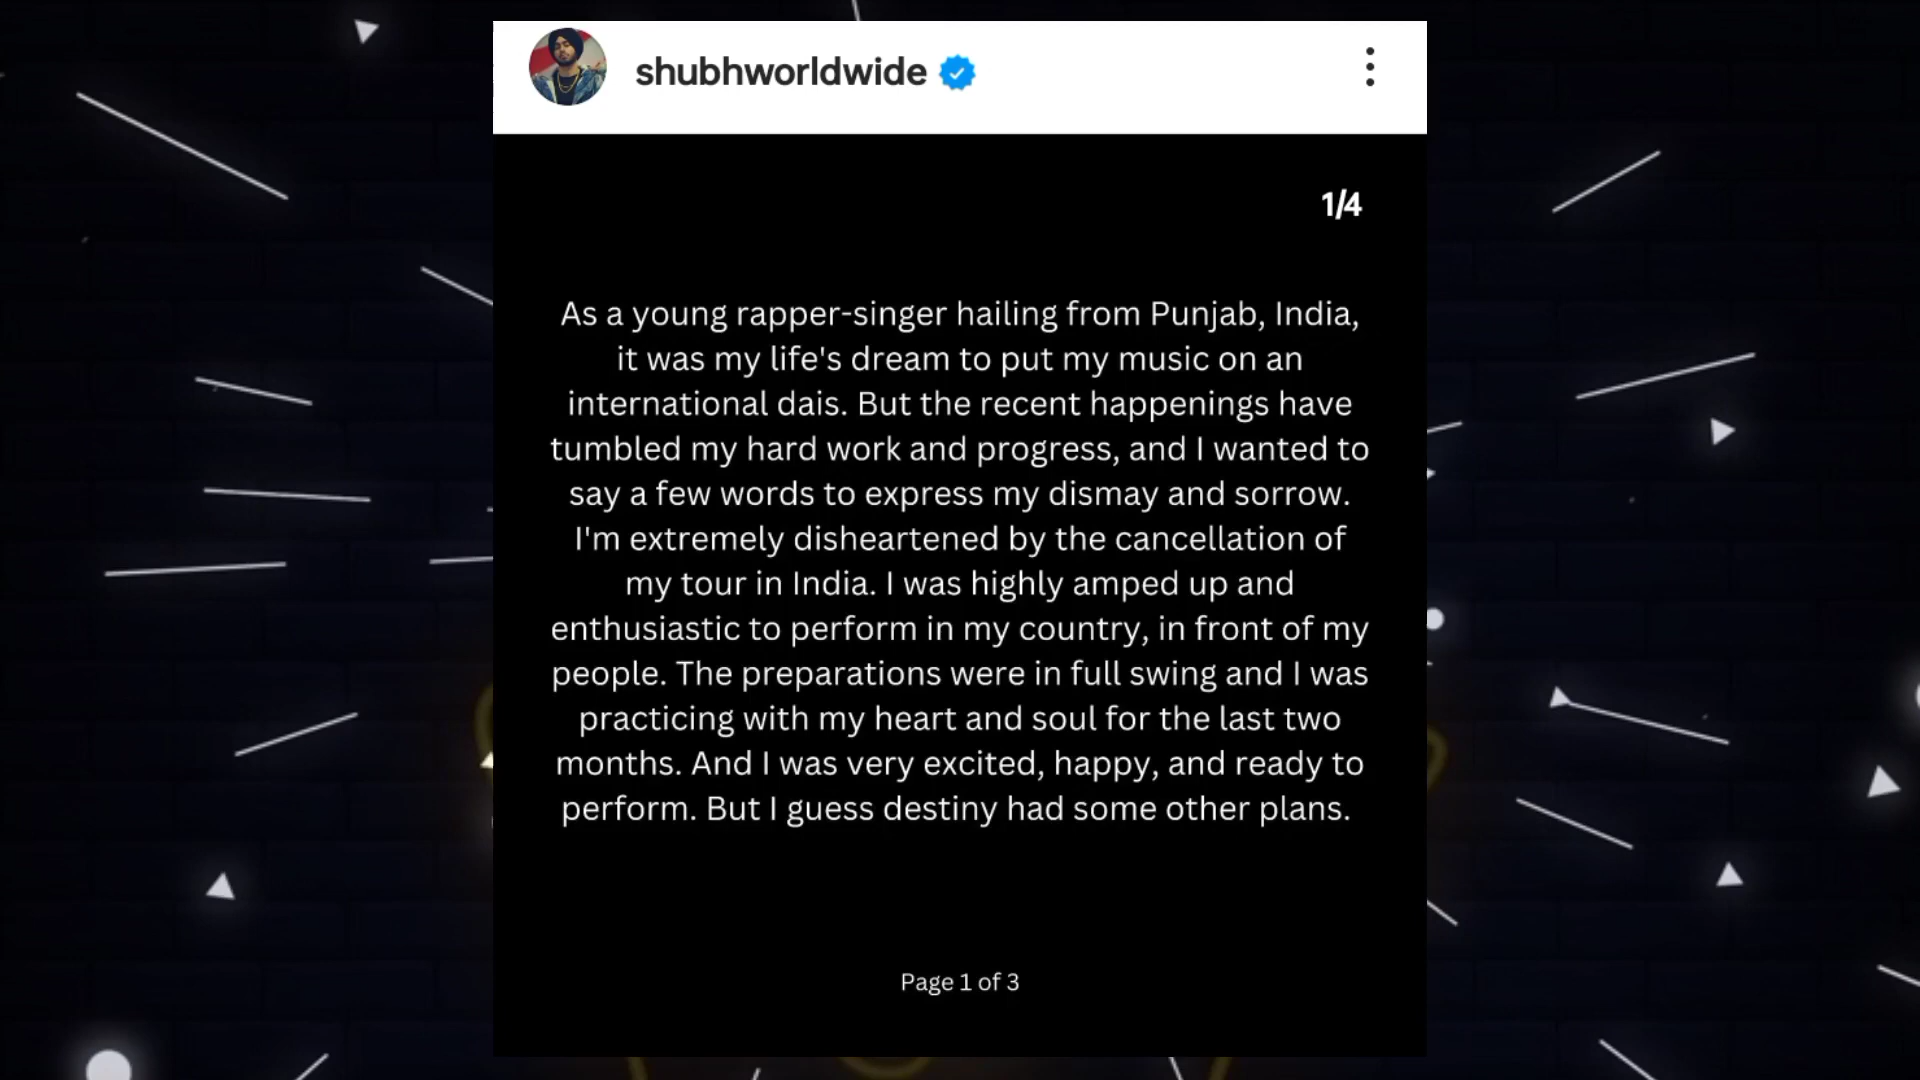 shubhworldwide
1/4
As a young rapper-singer hailing from Punjab, India,
it was my life's dream to put my music on an
international dais. But the recent happenings have
tumbled my hard work and progress, and I wanted to
say a few words to express my dismay and sorrow.
I'm extremely disheartened by the cancellation of
my tour in India. I was highly amped up and
enthusiastic to perform in my country, in front of my
people. The preparations were in full swing and I was
practicing with my heart and soul for the last two
months. And I was very excited, happy, and ready to
perform. But I guess destiny had some other plans.
Page 1 of 3